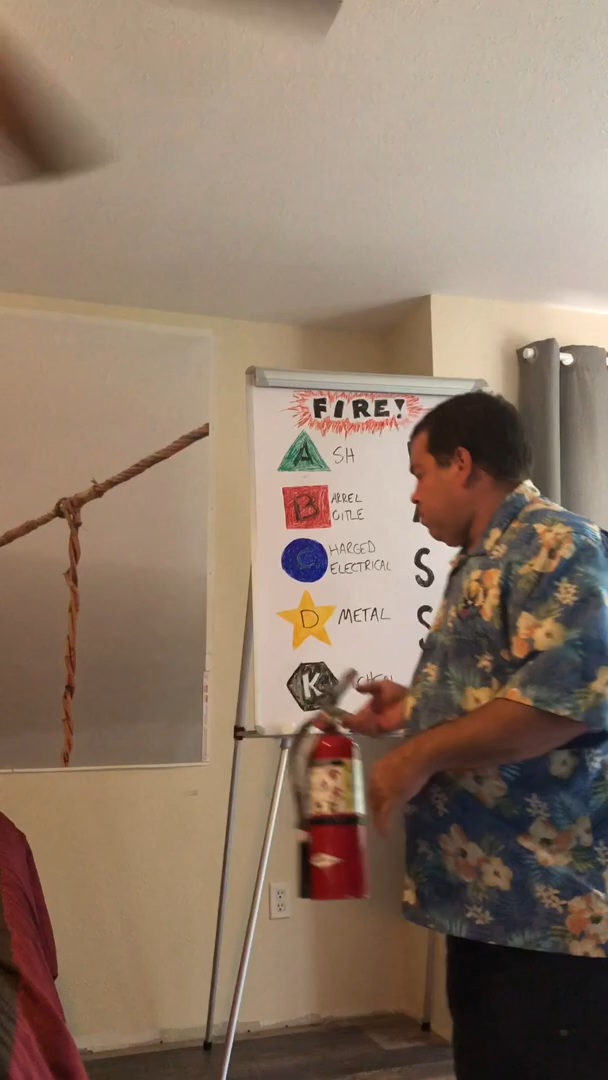 FIRE!
A SH
B ARREL
OITLE
C HARGED
ELECTRICAL
D METAL
K
S
S